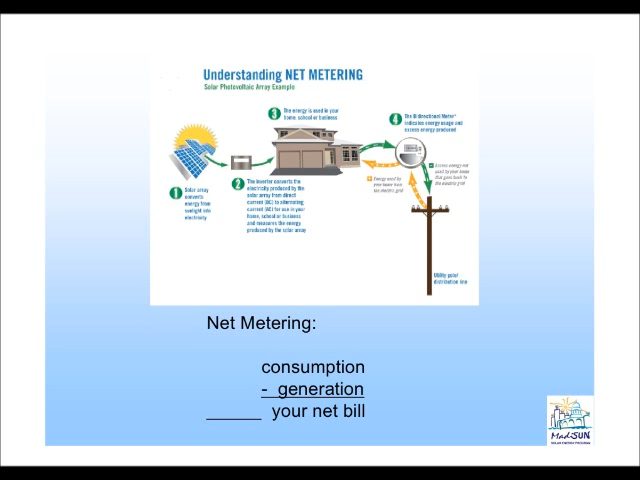 Understanding NET METERING
Solar Photovoltaic Array Example
3 The energy is used in your
home, school or business
4 The Bidirectional Meter*
indicates energy usage and
excess energy produced
1 Solar array
converts
energy from
sunlight into
electricity
2 The inverter converts the
electricity produced by the
solar array from direct
current (DC) to alternating
current (AC) for use in your
home, school or business
and measures the energy
produced by the solar array
Energy used by
your home from
the electric grid
Excess energy not
used by your home
then goes back to
the electric grid
Utility pole/
distribution line
Net Metering:
consumption
- generation
______ your net bill
MadiSUN
SOLAR ENERGY PROGRAM